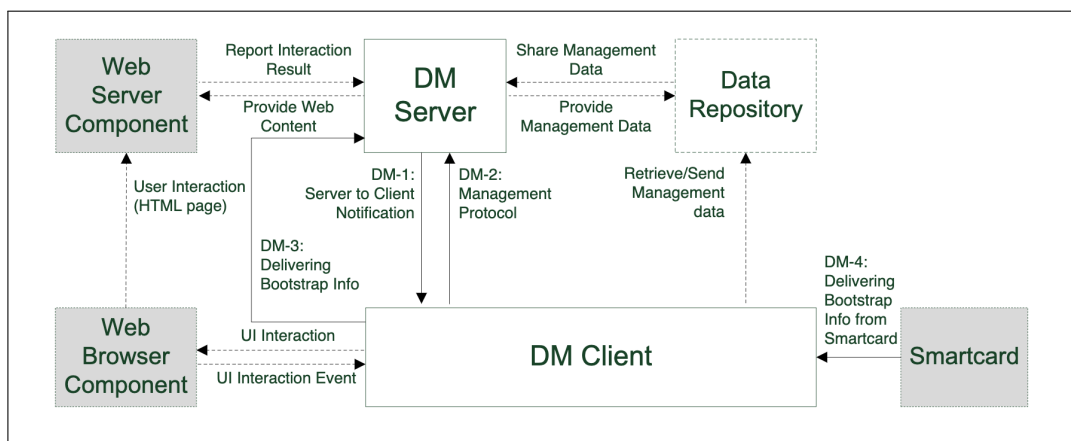 Web
Server
Component
Report Interaction
Result
Provide Web
Content
DM
Server
Share Management
Data
Provide
Management Data
Data
Repository
User Interaction
(HTML page)
DM-1:
Server to Client
Notification
DM-2:
Management
Protocol
Retrieve/Send
Management
data
DM-3:
Delivering
Bootstrap Info
DM-4:
Delivering
Bootstrap
Info from
Smartcard
Web
Browser
Component
UI Interaction
UI Interaction Event
DM Client
Smartcard